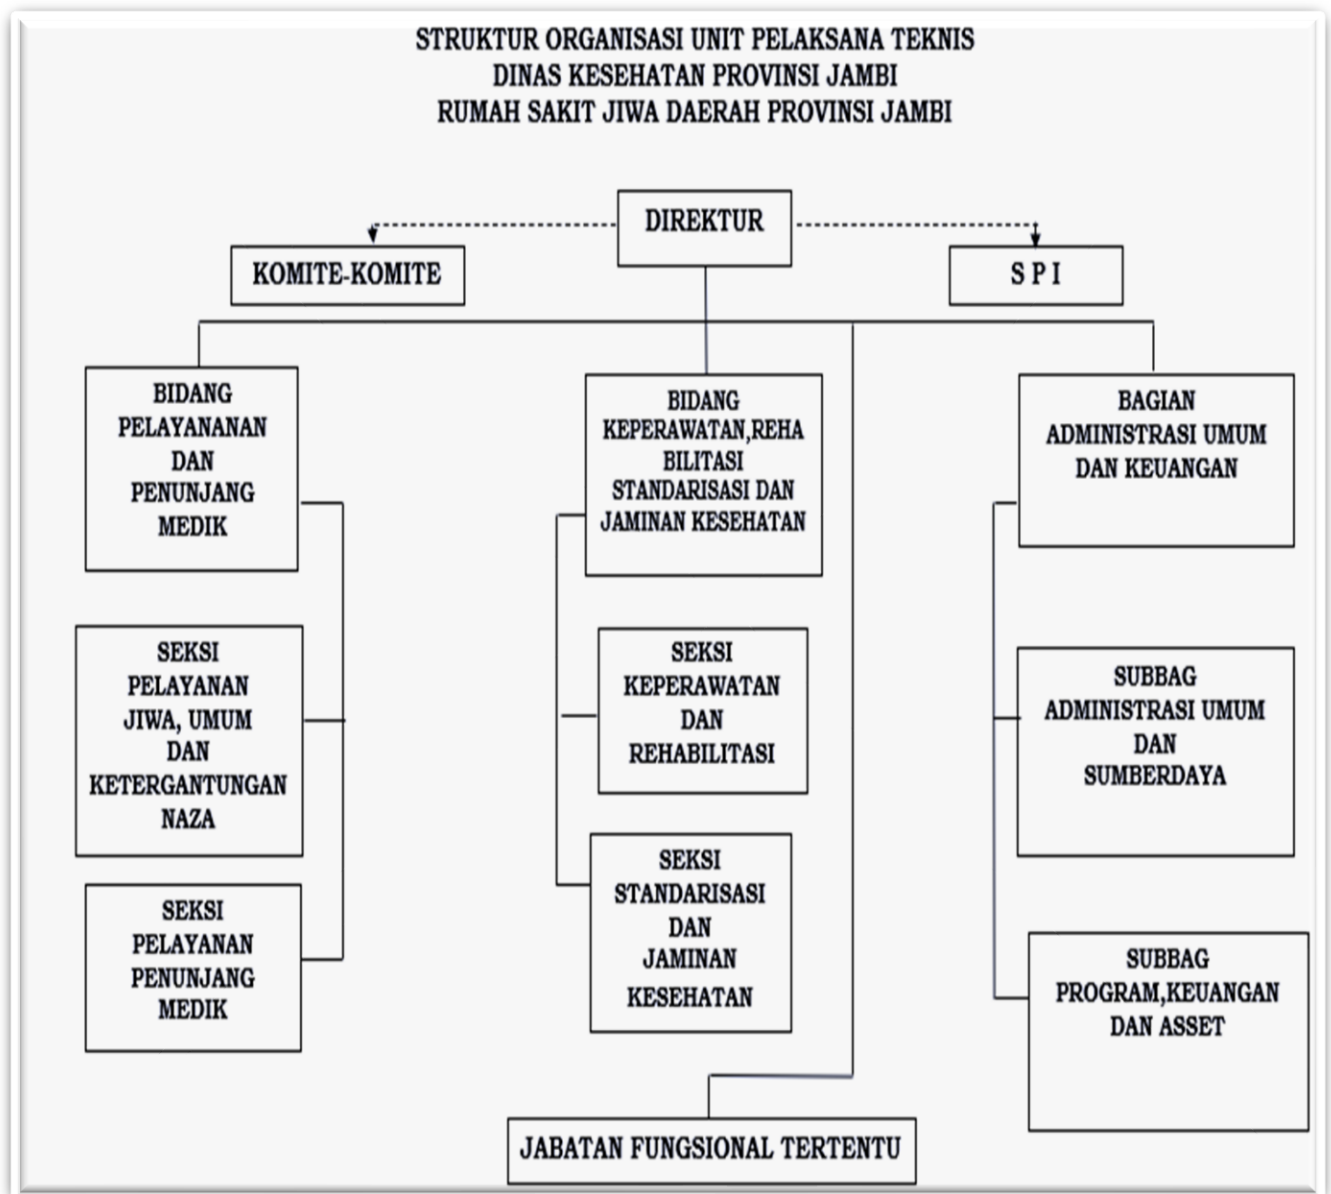 STRUKTUR ORGANISASI UNIT PELAKSANA TEKNIS
DINAS KESEHATAN PROVINSI JAMBI
RUMAH SAKIT JIWA DAERAH PROVINSI JAMBI
DIREKTUR
KOMITE-KOMITE
S P I
BIDANG
PELAYANANAN
DAN
PENUNJANG
MEDIK
BIDANG
KEPERAWATAN,REHA
BILITASI
STANDARISASI DAN
JAMINAN KESEHATAN
BAGIAN
ADMINISTRASI UMUM
DAN KEUANGAN
SEKSI
PELAYANAN
JIWA, UMUM
DAN
KETERGANTUNGAN
NAZA
SEKSI
KEPERAWATAN
DAN
REHABILITASI
SUBBAG
ADMINISTRASI UMUM
DAN
SUMBERDAYA
SEKSI
PELAYANAN
PENUNJANG
MEDIK
SEKSI
STANDARISASI
DAN
JAMINAN
KESEHATAN
SUBBAG
PROGRAM,KEUANGAN
DAN ASSET
JABATAN FUNGSIONAL TERTENTU